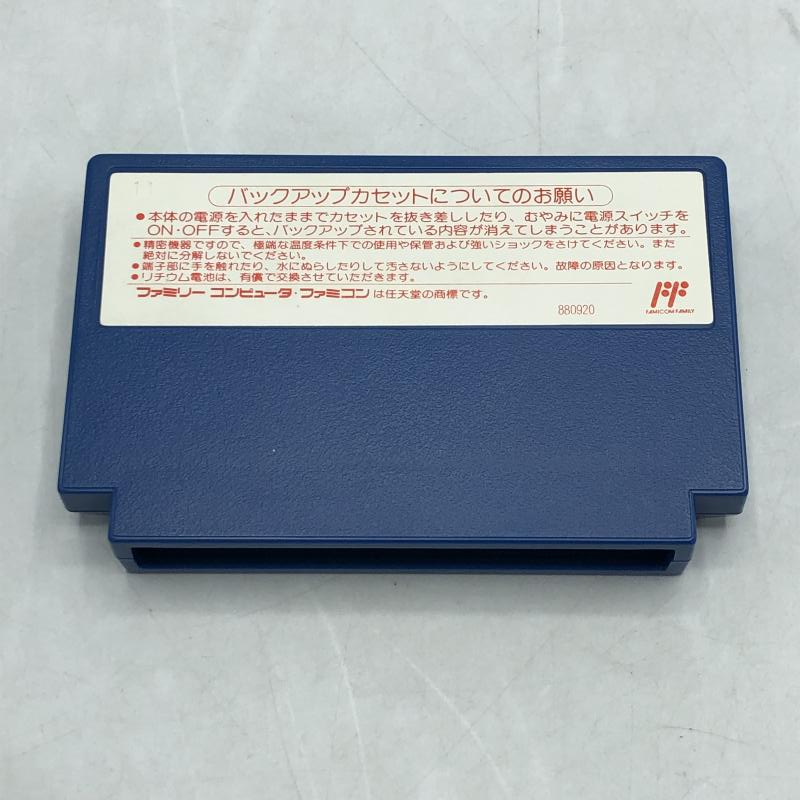 11
バックアップカセットについてのお願い
●本体の電源を入れたままでカセットを抜き差ししたり、むやみに電源スイッチを
ON・OFFすると、バックアップされている内容が消えてしまうことがあります。
●精密機器ですので、極端な温度条件下での使用や保管および強いショックをさけてください。また
絶対に分解しないでください。
●端子部に手を触れたり、水にぬらしたりして汚さないようにしてください。故障の原因となります。
●リチウム電池は、有償で交換させていただきます。
ファミリー コンピュータ・ファミコン は任天堂の商標です。
880920
FAMICOM FAMILY